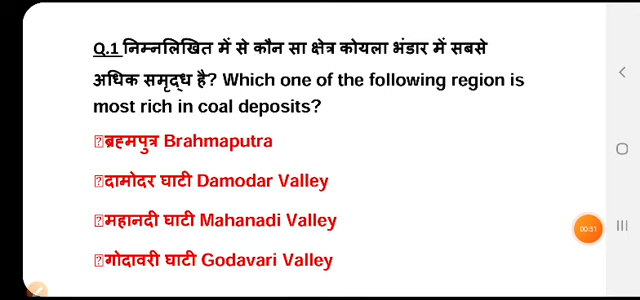 Q.1 निम्नलिखित में से कौन सा क्षेत्र कोयला भंडार में सबसे
अधिक समृद्ध है? Which one of the following region is
most rich in coal deposits?
ब्रह्मपुत्र Brahmaputra
दामोदर घाटी Damodar Valley
महानदी घाटी Mahanadi Valley
गोदावरी घाटी Godavari Valley
00:31